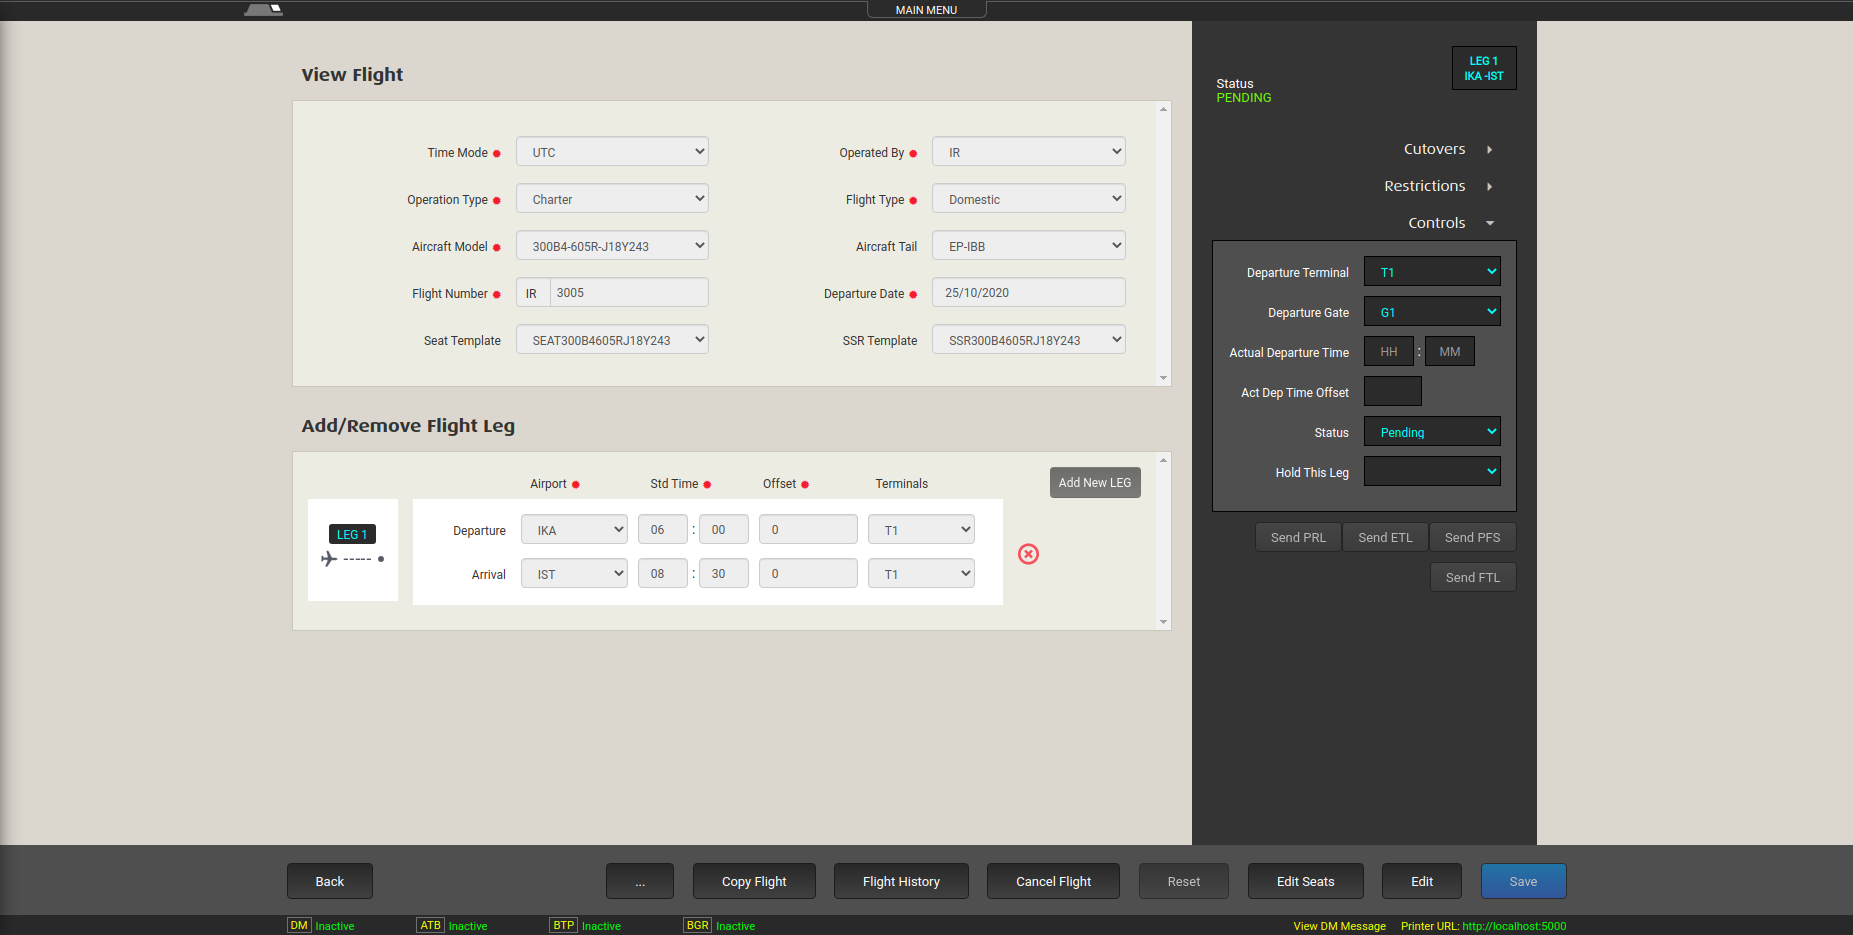 MAIN MENU
View Flight
Time Mode UTC Operated By IR
Operation Type Charter Flight Type Domestic
Aircraft Model 300B4-605R-J18Y243 Aircraft Tail EP-IBB
Flight Number IR 3005 Departure Date 25/10/2020
Seat Template SEAT300B4605RJ18Y243 SSR Template SSR300B4605RJ18Y243
Add/Remove Flight Leg
Airport Std Time Offset Terminals Add New LEG
LEG 1
Departure IKA 06 : 00 0 T1
Arrival IST 08 : 30 0 T1
LEG 1
IKA -IST
Status
PENDING
Cutovers
Restrictions
Controls
Departure Terminal T1
Departure Gate G1
Actual Departure Time HH : MM
Act Dep Time Offset
Status Pending
Hold This Leg
Send PRL Send ETL Send PFS
Send FTL
Back ... Copy Flight Flight History Cancel Flight Reset Edit Seats Edit Save
DM Inactive ATB Inactive BTP Inactive BGR Inactive View DM Message Printer URL: http://localhost:5000